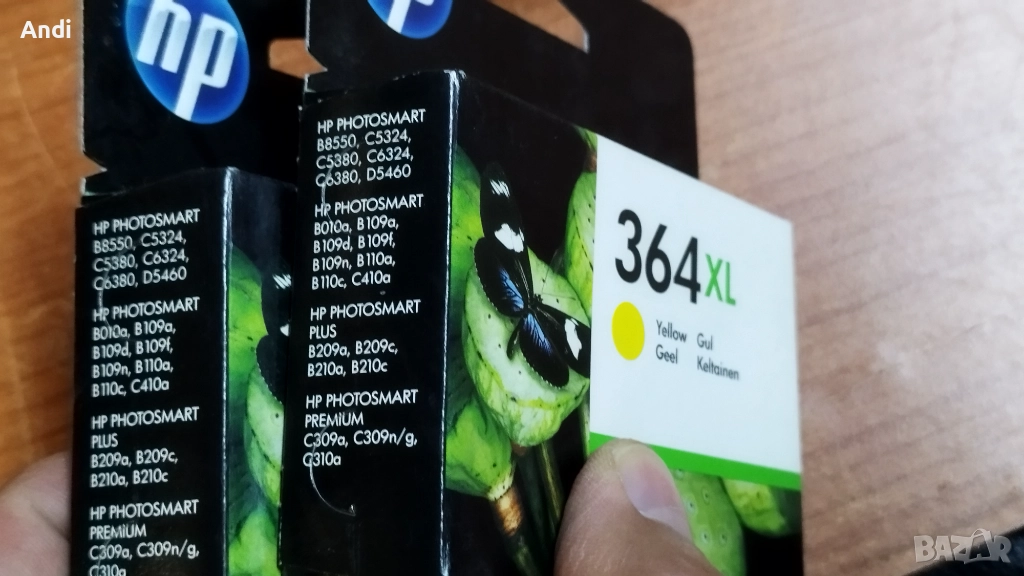 Andi
hp
HP PHOTOSMART
B8550, C5324,
C5380, C6324,
C6380, D5460
HP PHOTOSMART
B010a, B109a,
B109d, B109f,
B109n, B110a,
B110c, C410a
HP PHOTOSMART
PLUS
B209a, B209c,
B210a, B210c
HP PHOTOSMART
PREMIUM
C309a, C309n/g,
C310a
hp
HP PHOTOSMART
B8550, C5324,
C5380, C6324,
C6380, D5460
HP PHOTOSMART
B010a, B109a,
B109d, B109f,
B109n, B110a,
B110c, C410a
HP PHOTOSMART
PLUS
B209a, B209c,
B210a, B210c
HP PHOTOSMART
PREMIUM
C309a, C309n/g,
C310a
364XL
Yellow Gul
Geel Keltainen
BAZAR